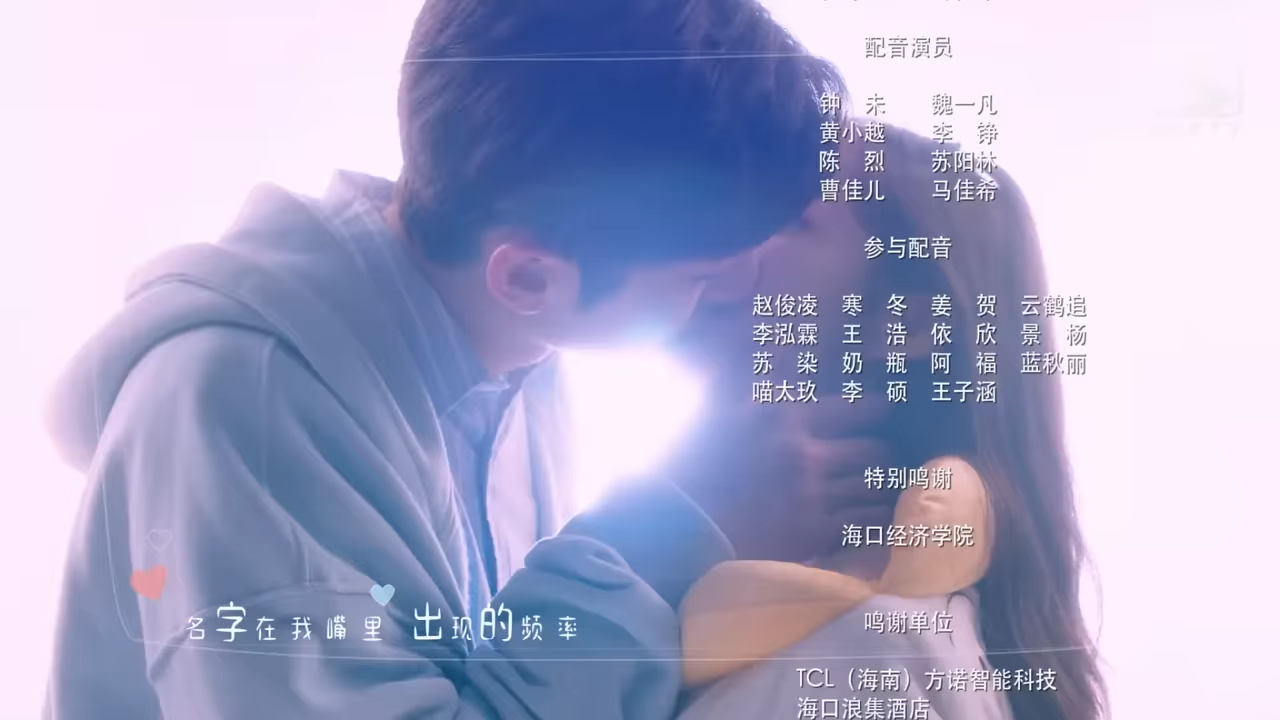 配音演员
钟 未 魏一凡
黄小越 李 铮
陈 烈 苏阳林
曹佳儿 马佳希
参与配音
赵俊凌 寒 冬 姜 贺 云鹤追
李泓霖 王 浩 依 欣 景 杨
苏 染 奶 瓶 阿 福 蓝秋丽
喵太玖 李 硕 王子涵
特别鸣谢
海口经济学院
名字在我嘴里 出现的频率
鸣谢单位
TCL（海南）方诺智能科技
海口浪集酒店